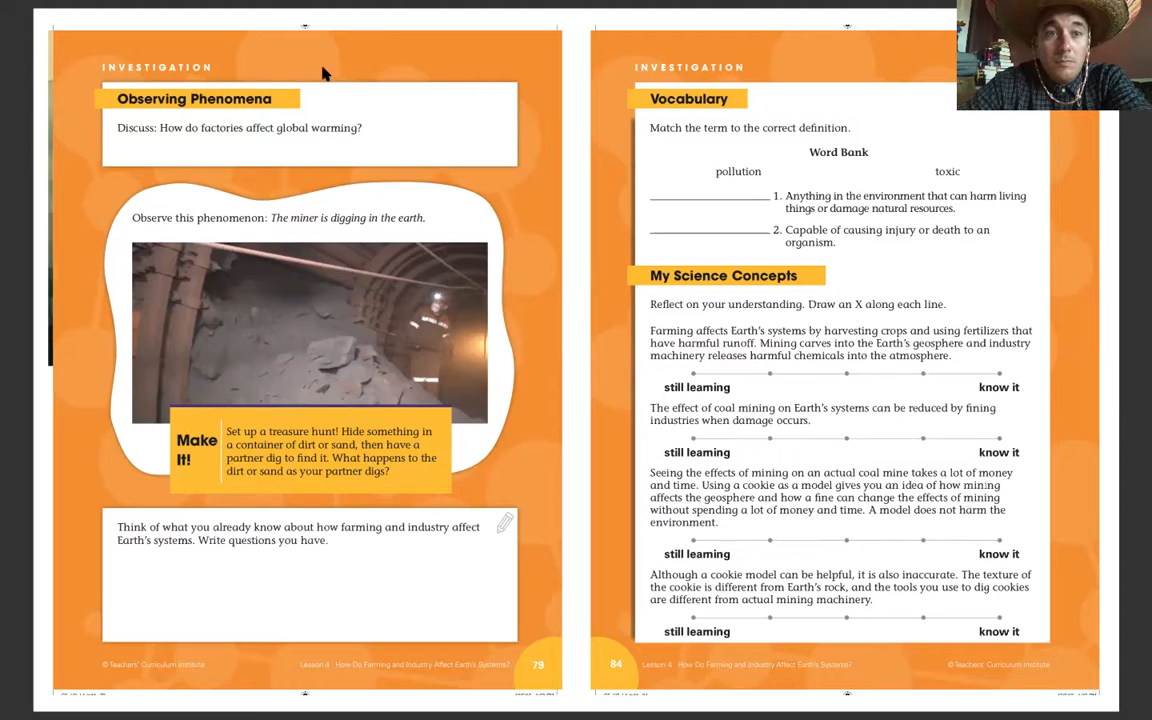 INVESTIGATION
Observing Phenomena
Discuss: How do factories affect global warming?
Observe this phenomenon: The miner is digging in the earth.
Make
It!
Set up a treasure hunt! Hide something in
a container of dirt or sand, then have a
partner dig to find it. What happens to the
dirt or sand as your partner digs?
Think of what you already know about how farming and industry affect
Earth's systems. Write questions you have.
© Teachers' Curriculum Institute
Lesson 4 How Do Farming and Industry Affect Earth's Systems?
79
INVESTIGATION
Vocabulary
Match the term to the correct definition.
Word Bank
pollution toxic
1. Anything in the environment that can harm living
things or damage natural resources.
2. Capable of causing injury or death to an
organism.
My Science Concepts
Reflect on your understanding. Draw an X along each line.
Farming affects Earth's systems by harvesting crops and using fertilizers that
have harmful runoff. Mining carves into the Earth's geosphere and industry
machinery releases harmful chemicals into the atmosphere.
still learning know it
The effect of coal mining on Earth's systems can be reduced by fining
industries when damage occurs.
still learning know it
Seeing the effects of mining on an actual coal mine takes a lot of money
and time. Using a cookie as a model gives you an idea of how mining
affects the geosphere and how a fine can change the effects of mining
without spending a lot of money and time. A model does not harm the
environment.
still learning know it
Although a cookie model can be helpful, it is also inaccurate. The texture of
the cookie is different from Earth's rock, and the tools you use to dig cookies
are different from actual mining machinery.
still learning know it
84
Lesson 4 How Do Farming and Industry Affect Earth's Systems?
© Teachers' Curriculum Institute